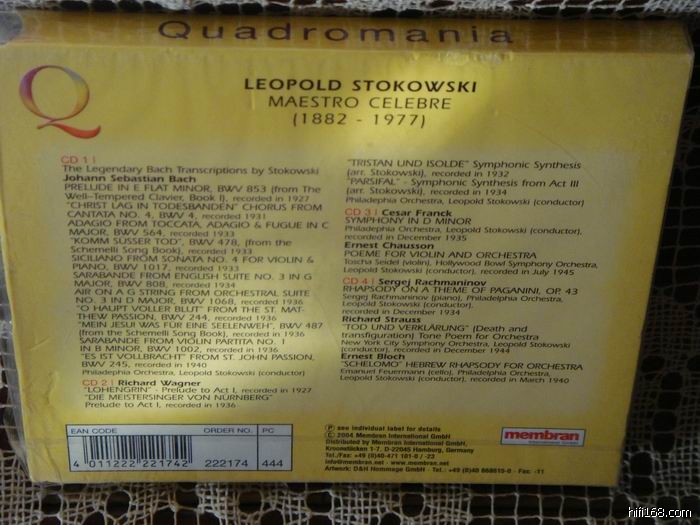 Quadromania
Q
LEOPOLD STOKOWSKI
MAESTRO CELEBRE
(1882 - 1977)
CD 1 |
The Legendary Bach Transcriptions by Stokowski
Johann Sebastian Bach
PRELUDE IN E FLAT MINOR, BWV 853 (from The
Well-Tempered Clavier, Book I), recorded in 1927
"CHRIST LAG IN TODESBANDEN" CHORUS FROM
CANTATA NO. 4, BWV 4, recorded 1931
ADAGIO FROM TOCCATA, ADAGIO & FUGUE IN C
MAJOR, BWV 564, recorded 1933
"KOMM SÜSSER TOD", BWV 478, (from the
Schemelli Song Book), recorded 1933
SICILIANO FROM SONATA NO. 4 FOR VIOLIN &
PIANO, BWV 1017, recorded 1933
SARABANDE FROM ENGLISH SUITE NO. 3 IN G
MAJOR, BWV 808, recorded 1934
AIR ON A G STRING FROM ORCHESTRAL SUITE
NO. 3 IN D MAJOR, BWV 1068, recorded 1936
"O HAUPT VOLLER BLUT" FROM THE ST. MAT-
THEW PASSION, BWV 244, recorded 1936
"MEIN JESU! WAS FÜR EINE SEELENWEH", BWV 487
(from the Schemelli Song Book), recorded in 1936
SARABANDE FROM VIOLIN PARTITA NO. 1
IN B MINOR, BWV 1002, recorded in 1936
"ES IST VOLLBRACHT" FROM ST. JOHN PASSION,
BWV 245, recorded in 1940
Philadelphia Orchestra, Leopold Stokowski (conductor)
CD 2 | Richard Wagner
"LOHENGRIN" - Prelude to Act I, recorded in 1927
"DIE MEISTERSINGER VON NÜRNBERG"
Prelude to Act I, recorded in 1936
"TRISTAN UND ISOLDE" Symphonic Synthesis
(arr. Stokowski), recorded in 1932
"PARSIFAL" - Symphonic Synthesis from Act III
(arr. Stokowski), recorded in 1934
Philadelphia Orchestra, Leopold Stokowski (conductor)
CD 3 | Cesar Franck
SYMPHONY IN D MINOR
Philadelphia Orchestra, Leopold Stokowski (conductor),
recorded in December 1935
Ernest Chausson
POEME FOR VIOLIN AND ORCHESTRA
Toscha Seidel (violin), Hollywood Bowl Symphony Orchestra,
Leopold Stokowski (conductor), recorded in July 1945
CD 4 | Sergej Rachmaninov
RHAPSODY ON A THEME OF PAGANINI, OP. 43
Sergej Rachmaninov (piano), Philadelphia Orchestra,
Leopold Stokowski (conductor),
recorded in December 1934
Richard Strauss
"TOD UND VERKLÄRUNG" (Death and
transfiguration) Tone Poem for Orchestra
New York City Symphony Orchestra, Leopold Stokowski
(conductor), recorded in December 1944
Ernest Bloch
"SCHELOMO" HEBREW RHAPSODY FOR ORCHESTRA
Emanuel Feuermann (cello), Philadelphia Orchestra,
Leopold Stokowski (conductor), recorded in March 1940
EAN CODE ORDER NO. PC
4 011222 221742 222174 444
℗ see individual label for discounts
© 2004 Membran International GmbH
Distributed by Membran International GmbH
22045 Hamburg, Germany
info@membran.net · www.membran.net
Artwork: D&H Hommage GmbH
membran
International GmbH
hifi168.com